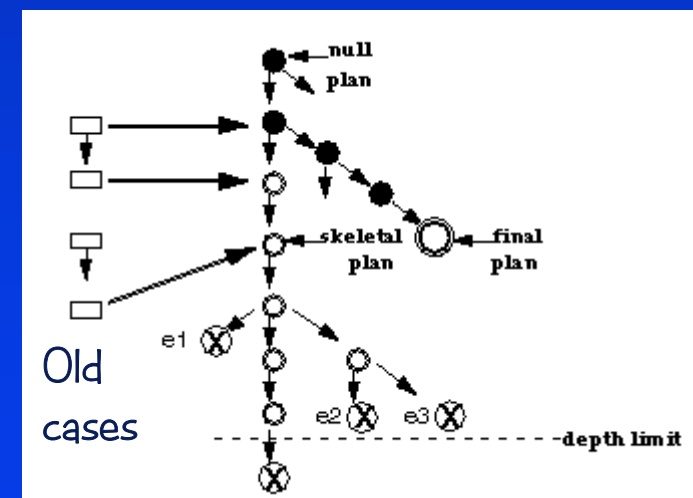 null
plan
skeletal
plan
final
plan
e1
Old
cases
e2
e3
depth limit